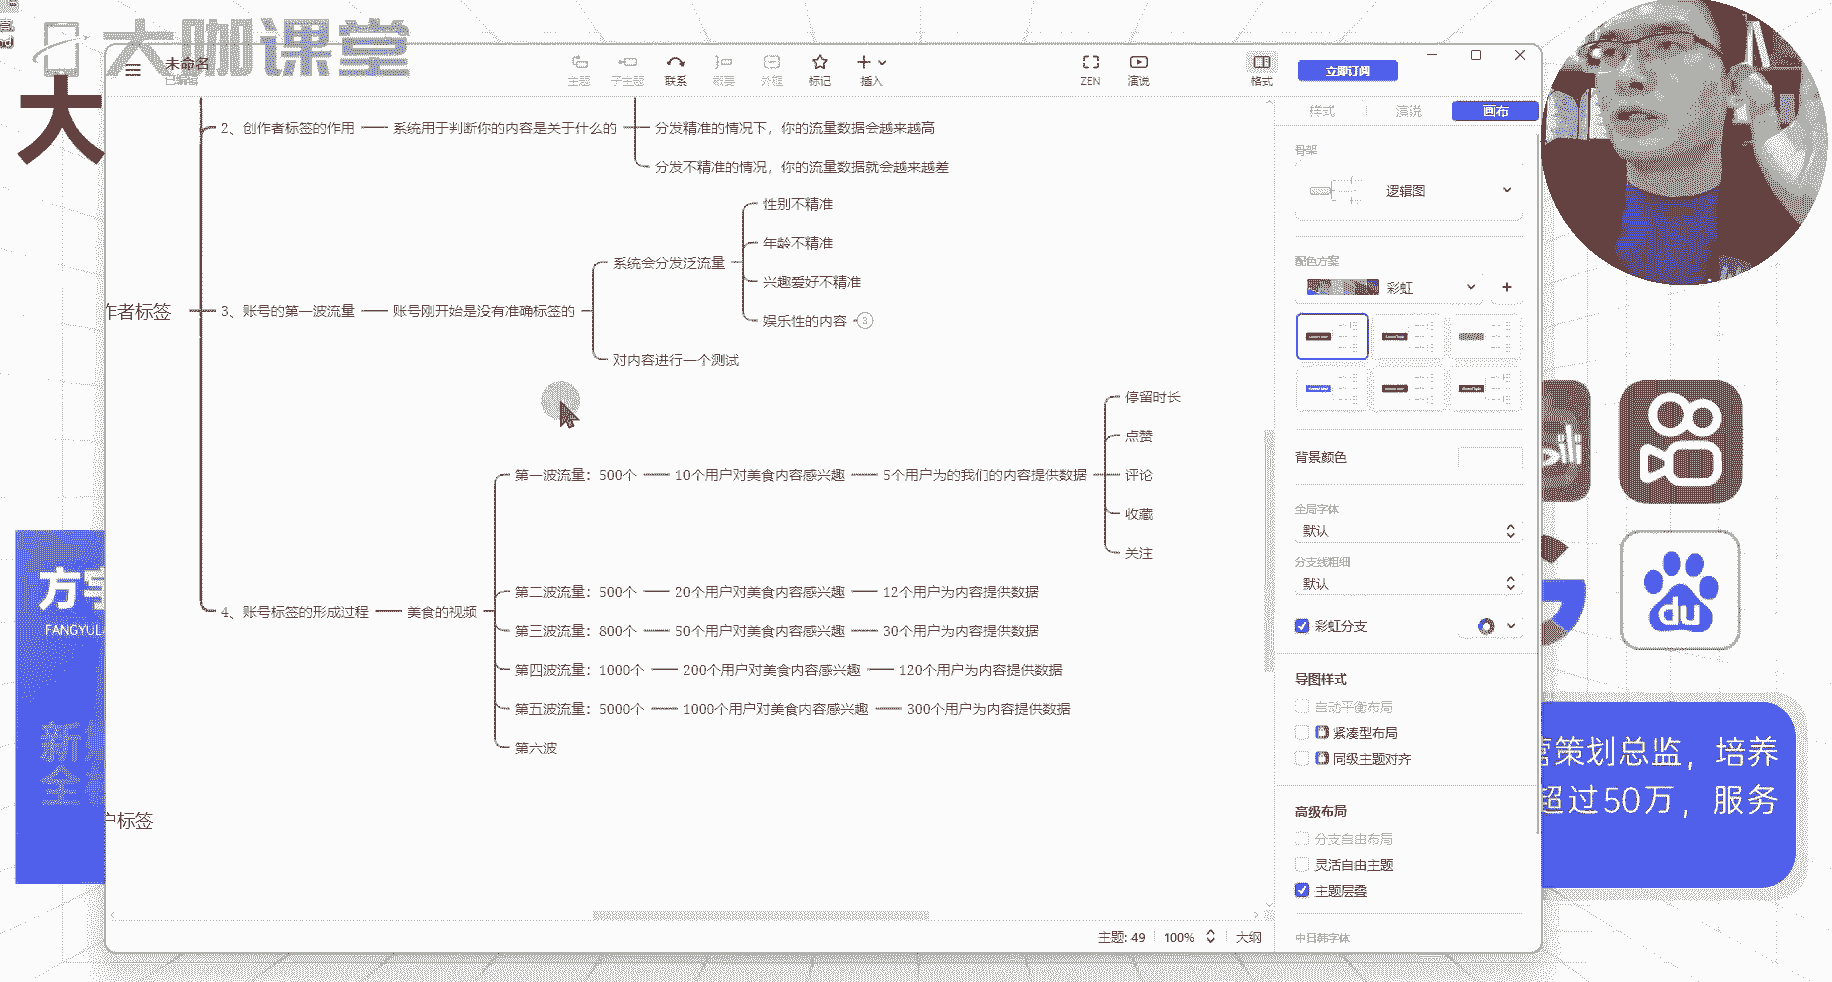 大咖课堂
大
未命名
已编辑
主题
子主题
联系
概要
外框
标记
插入
ZEN
演说
格式
立即订阅
样式
演说
画布
2、创作者标签的作用
系统用于判断你的内容是关于什么的
分发精准的情况下，你的流量数据会越来越高
分发不精准的情况，你的流量数据就会越来越差
作者标签
3、账号的第一波流量
账号刚开始是没有准确标签的
系统会分发泛流量
性别不精准
年龄不精准
兴趣爱好不精准
娱乐性的内容
3
对内容进行一个测试
4、账号标签的形成过程
美食的视频
第一波流量：500个
10个用户对美食内容感兴趣
5个用户为的我们的内容提供数据
停留时长
点赞
评论
收藏
关注
第二波流量：500个
20个用户对美食内容感兴趣
12个用户为内容提供数据
第三波流量：800个
50个用户对美食内容感兴趣
30个用户为内容提供数据
第四波流量：1000个
200个用户对美食内容感兴趣
120个用户为内容提供数据
第五波流量：5000个
1000个用户对美食内容感兴趣
300个用户为内容提供数据
第六波
户标签
骨架
逻辑图
配色方案
彩虹
背景颜色
全局字体
默认
分支线粗细
默认
彩虹分支
导图样式
自动平衡布局
紧凑型布局
同级主题对齐
高级布局
分支自由布局
灵活自由主题
主题层叠
中日韩字体
主题: 49
100%
大纲
方宇
FANGYUL
新
全
du
营策划总监，培养
超过50万，服务